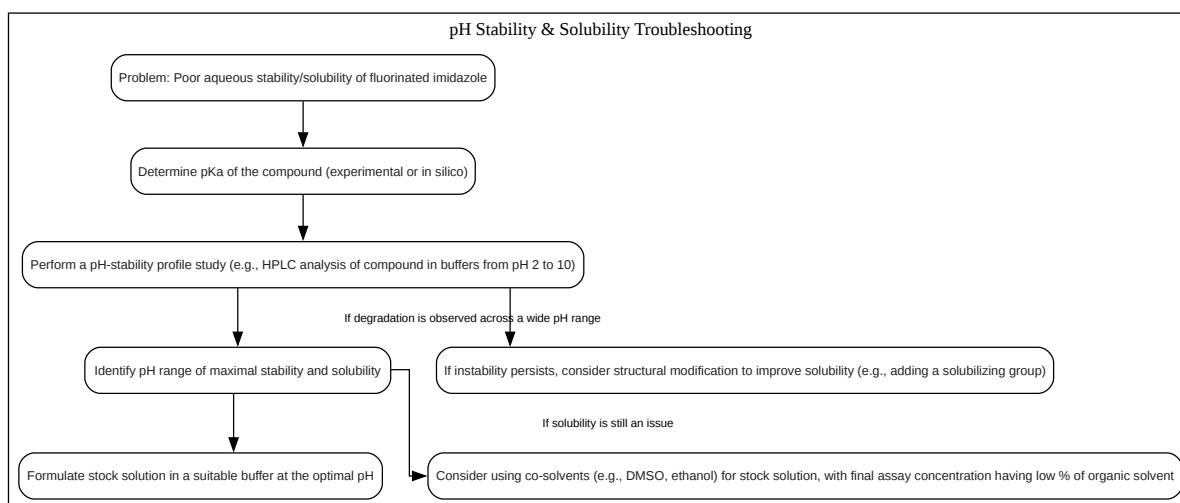 pH Stability & Solubility Troubleshooting
Problem: Poor aqueous stability/solubility of fluorinated imidazole
Determine pKa of the compound (experimental or in silico)
Perform a pH-stability profile study (e.g., HPLC analysis of compound in buffers from pH 2 to 10)
If degradation is observed across a wide pH range
Identify pH range of maximal stability and solubility
If instability persists, consider structural modification to improve solubility (e.g., adding a solubilizing group)
If solubility is still an issue
Formulate stock solution in a suitable buffer at the optimal pH
Consider using co-solvents (e.g., DMSO, ethanol) for stock solution, with final assay concentration having low % of organic solvent